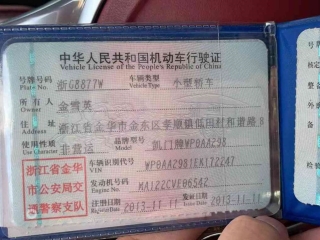 中华人民共和国机动车行驶证
Vehicle License of the People's Republic of China
号牌号码 浙G8877W 车辆类型 小型轿车
Plate No. Vehicle Type
所有人 金雪英
Owner
住址 浙江省金华市金东区孝顺镇低田村和谐路8
Address
使用性质 非营运 品牌型号 凯门牌WP0AA298
Use Character
车辆识别代号 WP0AA2981EK172247
VIN
浙江省金华
市公安局交
通警察支队
发动机号码 MA122CVE06542
Engine No.
注册日期 2013-11-11 发证日期 2013-11-11
Register Date Issue Date